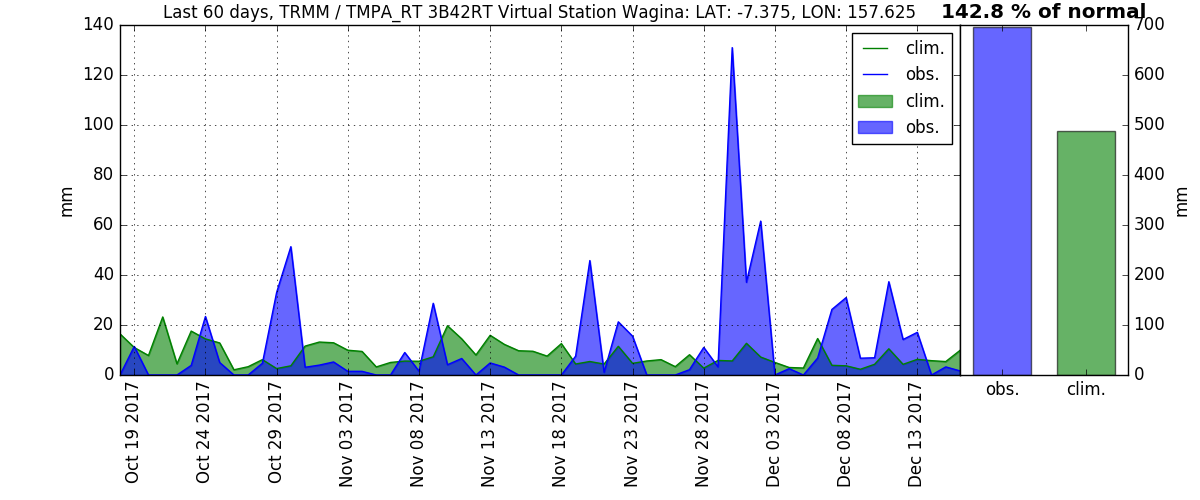 Last 60 days, TRMM / TMPA_RT 3B42RT Virtual Station Wagina: LAT: -7.375, LON: 157.625
142.8 % of normal
mm
140
120
100
80
60
40
20
0
clim.
obs.
clim.
obs.
700
600
500
400
300
200
100
0
mm
Oct 19 2017
Oct 24 2017
Oct 29 2017
Nov 03 2017
Nov 08 2017
Nov 13 2017
Nov 18 2017
Nov 23 2017
Nov 28 2017
Dec 03 2017
Dec 08 2017
Dec 13 2017
obs.
clim.